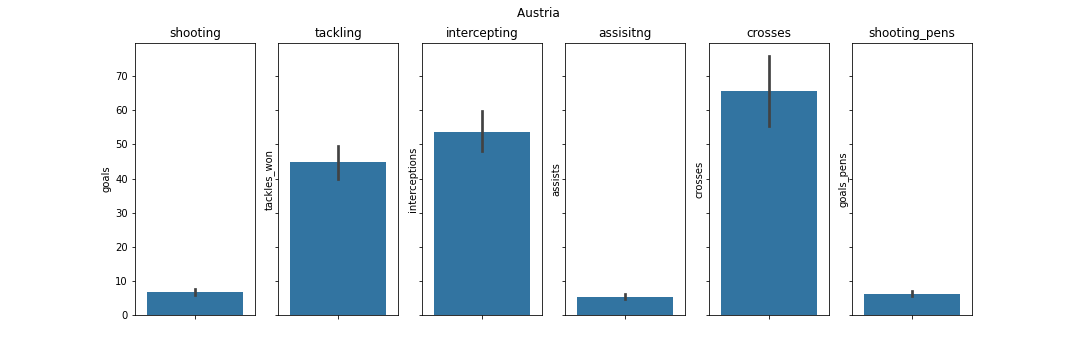 Austria
shooting
tackling
intercepting
assisitng
crosses
shooting_pens
70
60
50
40
30
20
10
0
goals
tackles_won
interceptions
assists
crosses
goals_pens